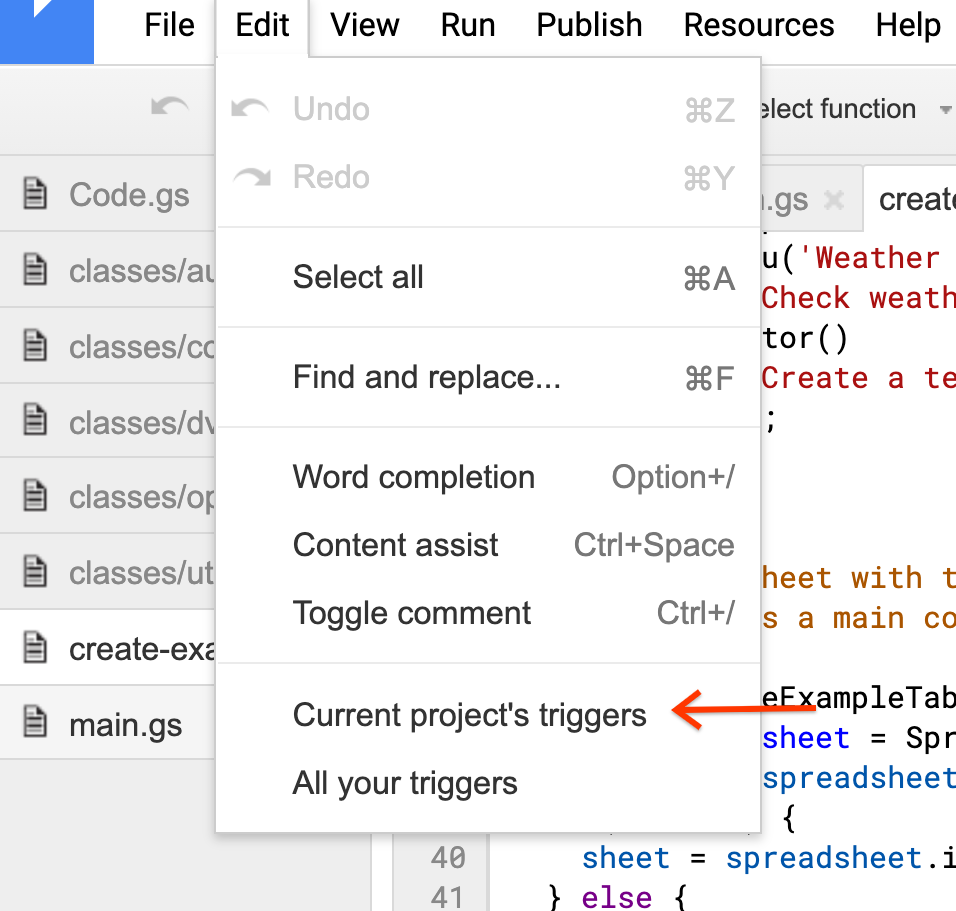 File Edit View Run Publish Resources Help
Undo ⌘Z
Redo ⌘Y
Select all ⌘A
Find and replace... ⌘F
Word completion Option+/
Content assist Ctrl+Space
Toggle comment Ctrl+/
Current project's triggers
All your triggers
elect function
Code.gs
classes/au
classes/co
classes/dv
classes/op
classes/ut
create-exa
main.gs
.gs × create
u('Weather
Check weath
tor()
Create a te
;
heet with t
s a main co
eExampleTab
sheet = Spr
spreadsheet
{
40 sheet = spreadsheet.i
41 } else {